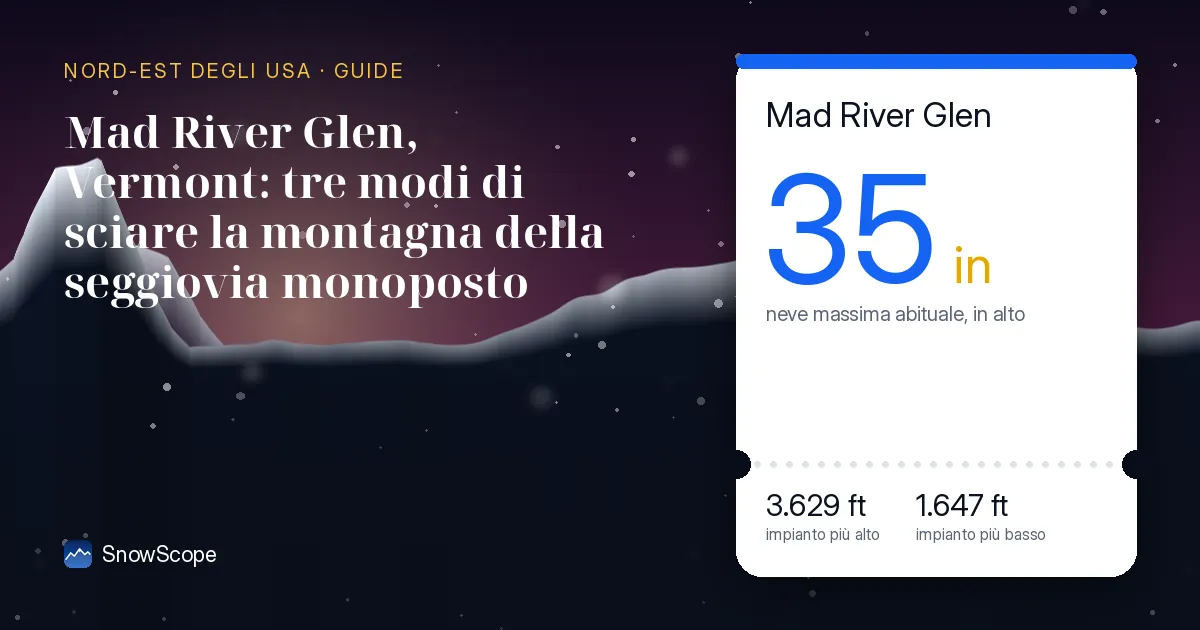 NORD-EST DEGLI USA · GUIDE
Mad River Glen,
Vermont: tre modi di
sciare la montagna della
seggiovia monoposto
SnowScope
Mad River Glen
35 in
neve massima abituale, in alto
3.629 ft
impianto più alto
1.647 ft
impianto più basso